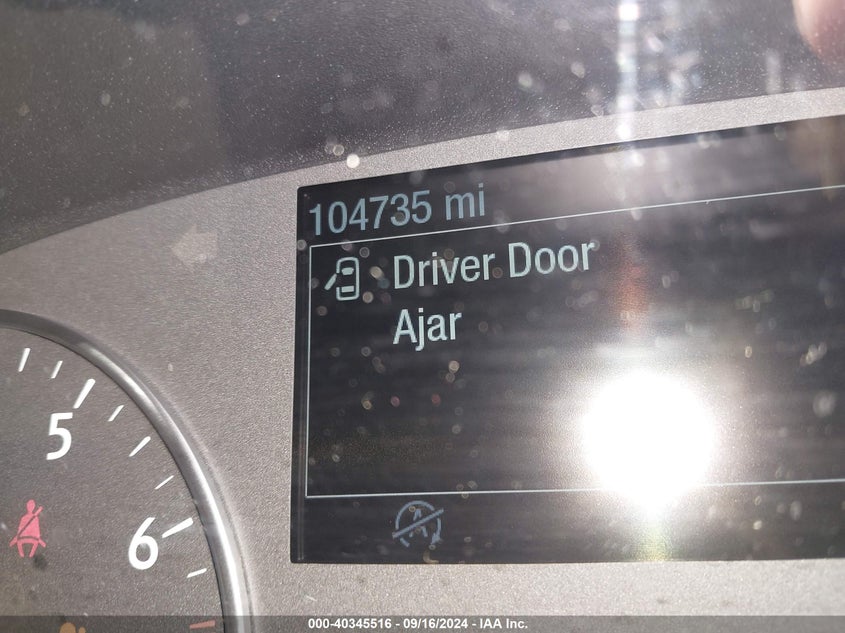 104735 mi
Driver Door
Ajar
5
6
A
000-40345516 - 09/16/2024 - IAA Inc.